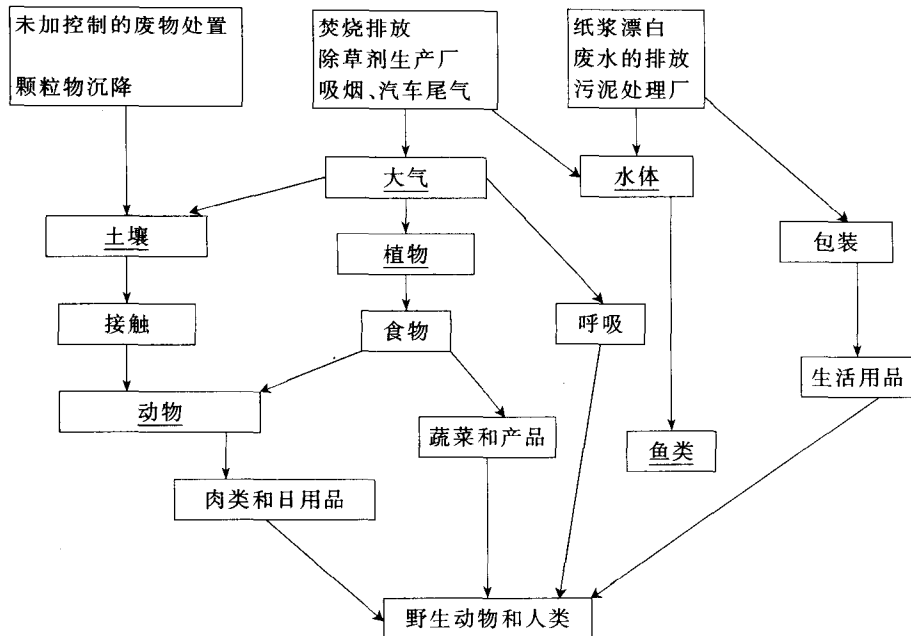 未加控制的废物处置
颗粒物沉降
焚烧排放
除草剂生产厂
吸烟、汽车尾气
纸浆漂白
废水的排放
污泥处理厂
大气
水体
土壤
植物
包装
接触
食物
呼吸
生活用品
动物
蔬菜和产品
鱼类
肉类和日用品
野生动物和人类